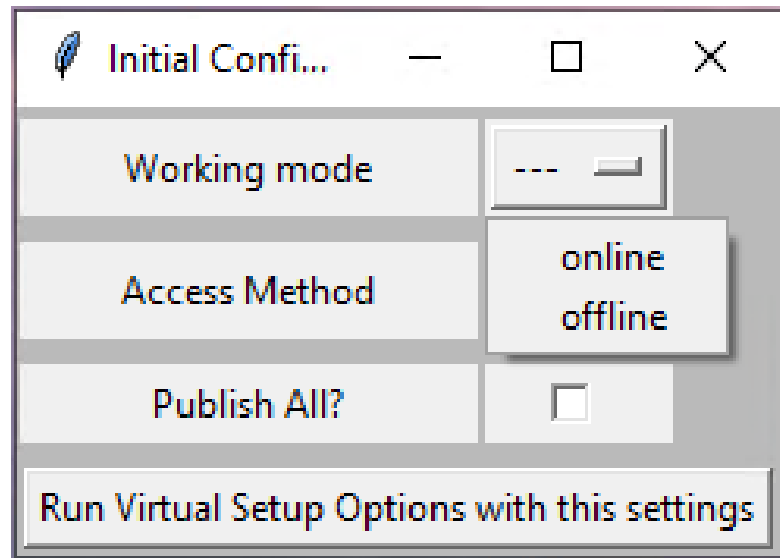 Initial Confi...
Working mode
---
online
offline
Access Method
Publish All?
Run Virtual Setup Options with this settings